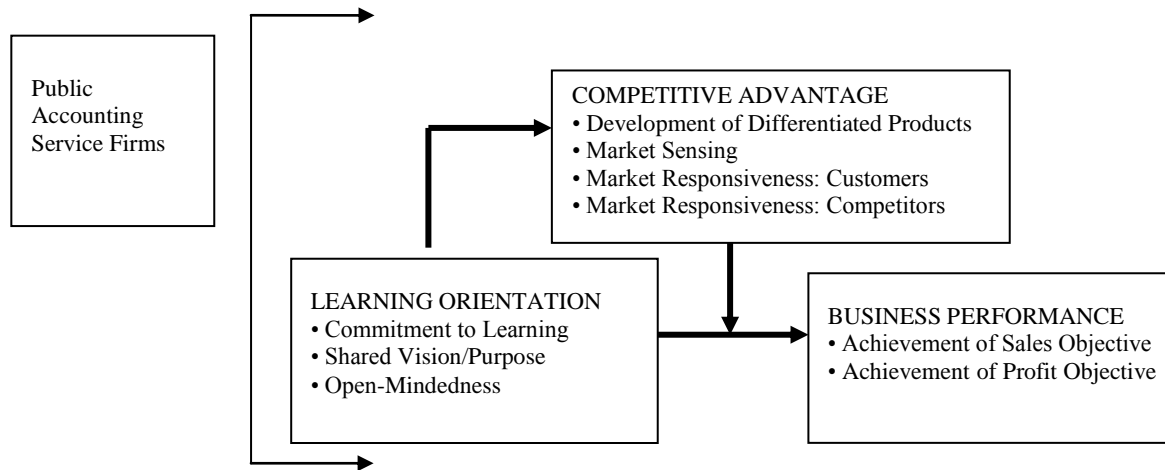 Public
Accounting
Service Firms
COMPETITIVE ADVANTAGE
• Development of Differentiated Products
• Market Sensing
• Market Responsiveness: Customers
• Market Responsiveness: Competitors
LEARNING ORIENTATION
• Commitment to Learning
• Shared Vision/Purpose
• Open-Mindedness
BUSINESS PERFORMANCE
• Achievement of Sales Objective
• Achievement of Profit Objective